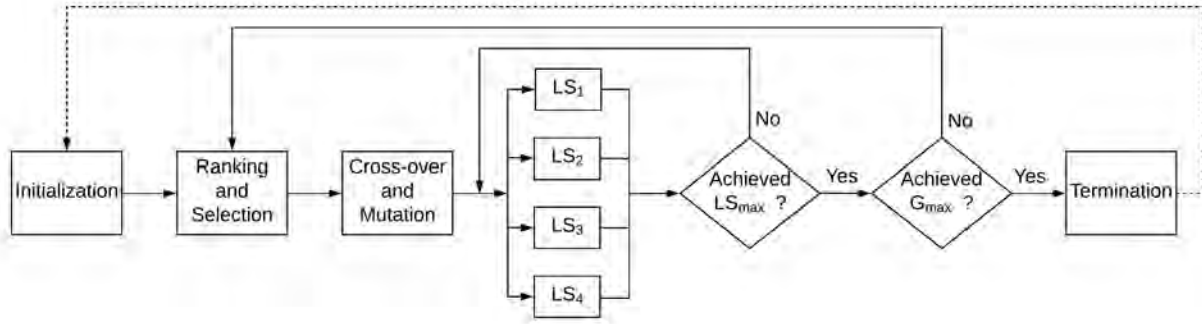 Initialization
Ranking
and
Selection
Cross-over
and
Mutation
LS₁
LS₂
LS₃
LS₄
No
Achieved
LSmax ?
Yes
No
Achieved
Gmax ?
Yes
Termination